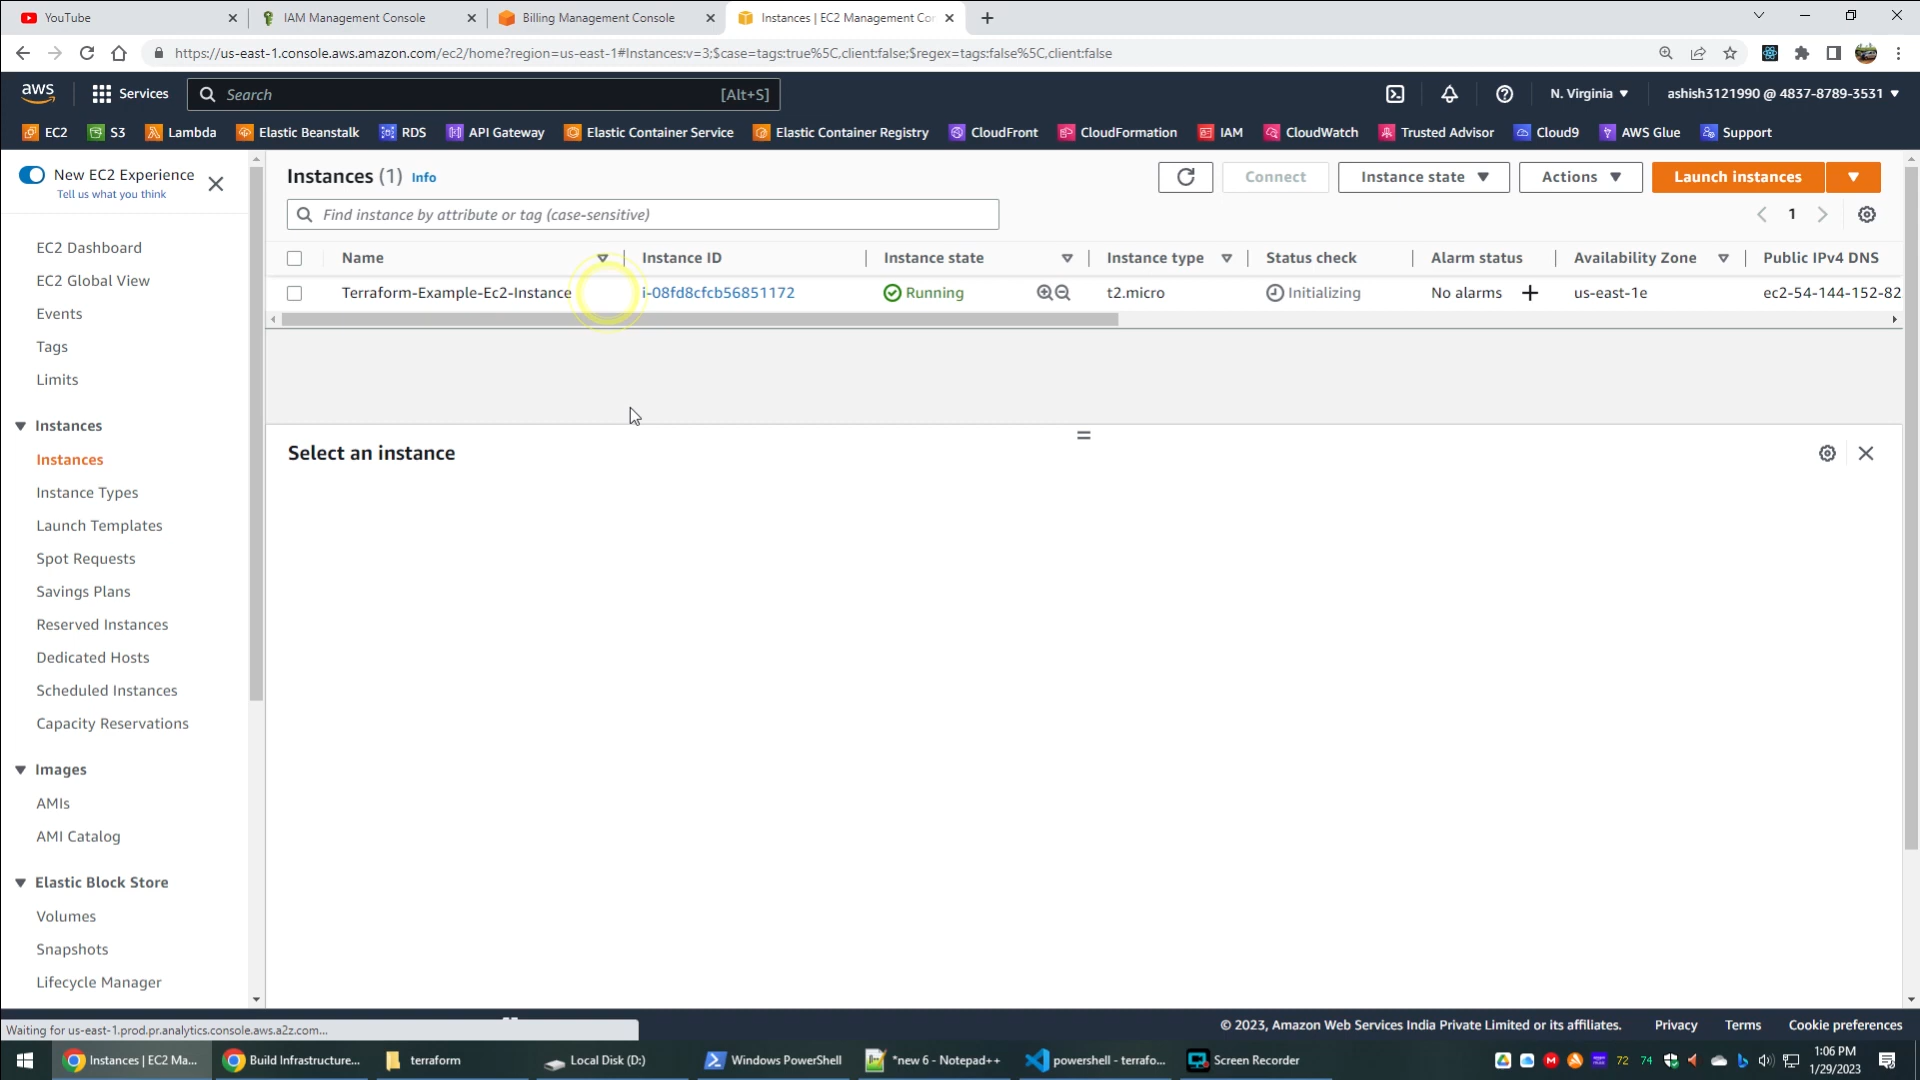 YouTube
IAM Management Console
Billing Management Console
Instances | EC2 Management Cor
https://us-east-1.console.aws.amazon.com/ec2/home?region=us-east-1#Instances:v=3;$case=tags:true%5C,client:false;$regex=tags:false%5C,client:false
aws
Services
Search
[Alt+S]
N. Virginia
ashish3121990 @ 4837-8789-3531
EC2
S3
Lambda
Elastic Beanstalk
RDS
API Gateway
Elastic Container Service
Elastic Container Registry
CloudFront
CloudFormation
IAM
CloudWatch
Trusted Advisor
Cloud9
AWS Glue
Support
New EC2 Experience
Tell us what you think
EC2 Dashboard
EC2 Global View
Events
Tags
Limits
Instances
Instances
Instance Types
Launch Templates
Spot Requests
Savings Plans
Reserved Instances
Dedicated Hosts
Scheduled Instances
Capacity Reservations
Images
AMIs
AMI Catalog
Elastic Block Store
Volumes
Snapshots
Lifecycle Manager
Instances (1) Info
Connect
Instance state
Actions
Launch instances
Find instance by attribute or tag (case-sensitive)
1
Name
Instance ID
Instance state
Instance type
Status check
Alarm status
Availability Zone
Public IPv4 DNS
Terraform-Example-Ec2-Instance
i-08fd8cfcb56851172
Running
t2.micro
Initializing
No alarms
us-east-1e
ec2-54-144-152-82
Select an instance
Waiting for us-east-1.prod.pr.analytics.console.aws.a2z.com...
© 2023, Amazon Web Services India Private Limited or its affiliates.
Privacy
Terms
Cookie preferences
Instances | EC2 Ma...
Build Infrastructure...
terraform
Local Disk (D:)
Windows PowerShell
*new 6 - Notepad++
powershell - terrafo...
Screen Recorder
72
74
1:06 PM
1/29/2023